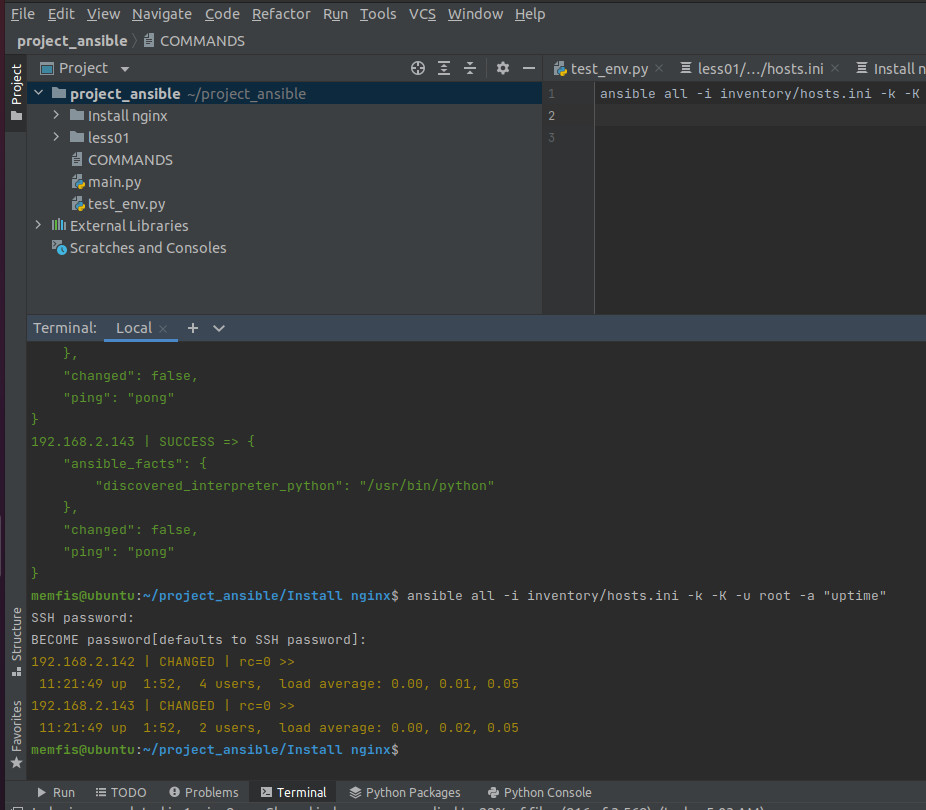 File Edit View Navigate Code Refactor Run Tools VCS Window Help
project_ansible COMMANDS
Project
Project
test_env.py × less01/.../hosts.ini × Install n
project_ansible ~/project_ansible
Install nginx
less01
COMMANDS
main.py
test_env.py
External Libraries
Scratches and Consoles
1 ansible all -i inventory/hosts.ini -k -K
2
3
Terminal: Local × +
},
"changed": false,
"ping": "pong"
}
192.168.2.143 | SUCCESS => {
"ansible_facts": {
"discovered_interpreter_python": "/usr/bin/python"
},
"changed": false,
"ping": "pong"
}
memfis@ubuntu:~/project_ansible/Install nginx$ ansible all -i inventory/hosts.ini -k -K -u root -a "uptime"
SSH password:
BECOME password[defaults to SSH password]:
192.168.2.142 | CHANGED | rc=0 >>
11:21:49 up 1:52, 4 users, load average: 0.00, 0.01, 0.05
192.168.2.143 | CHANGED | rc=0 >>
11:21:49 up 1:52, 2 users, load average: 0.00, 0.02, 0.05
memfis@ubuntu:~/project_ansible/Install nginx$
Structure
Favorites
Run TODO Problems Terminal Python Packages Python Console